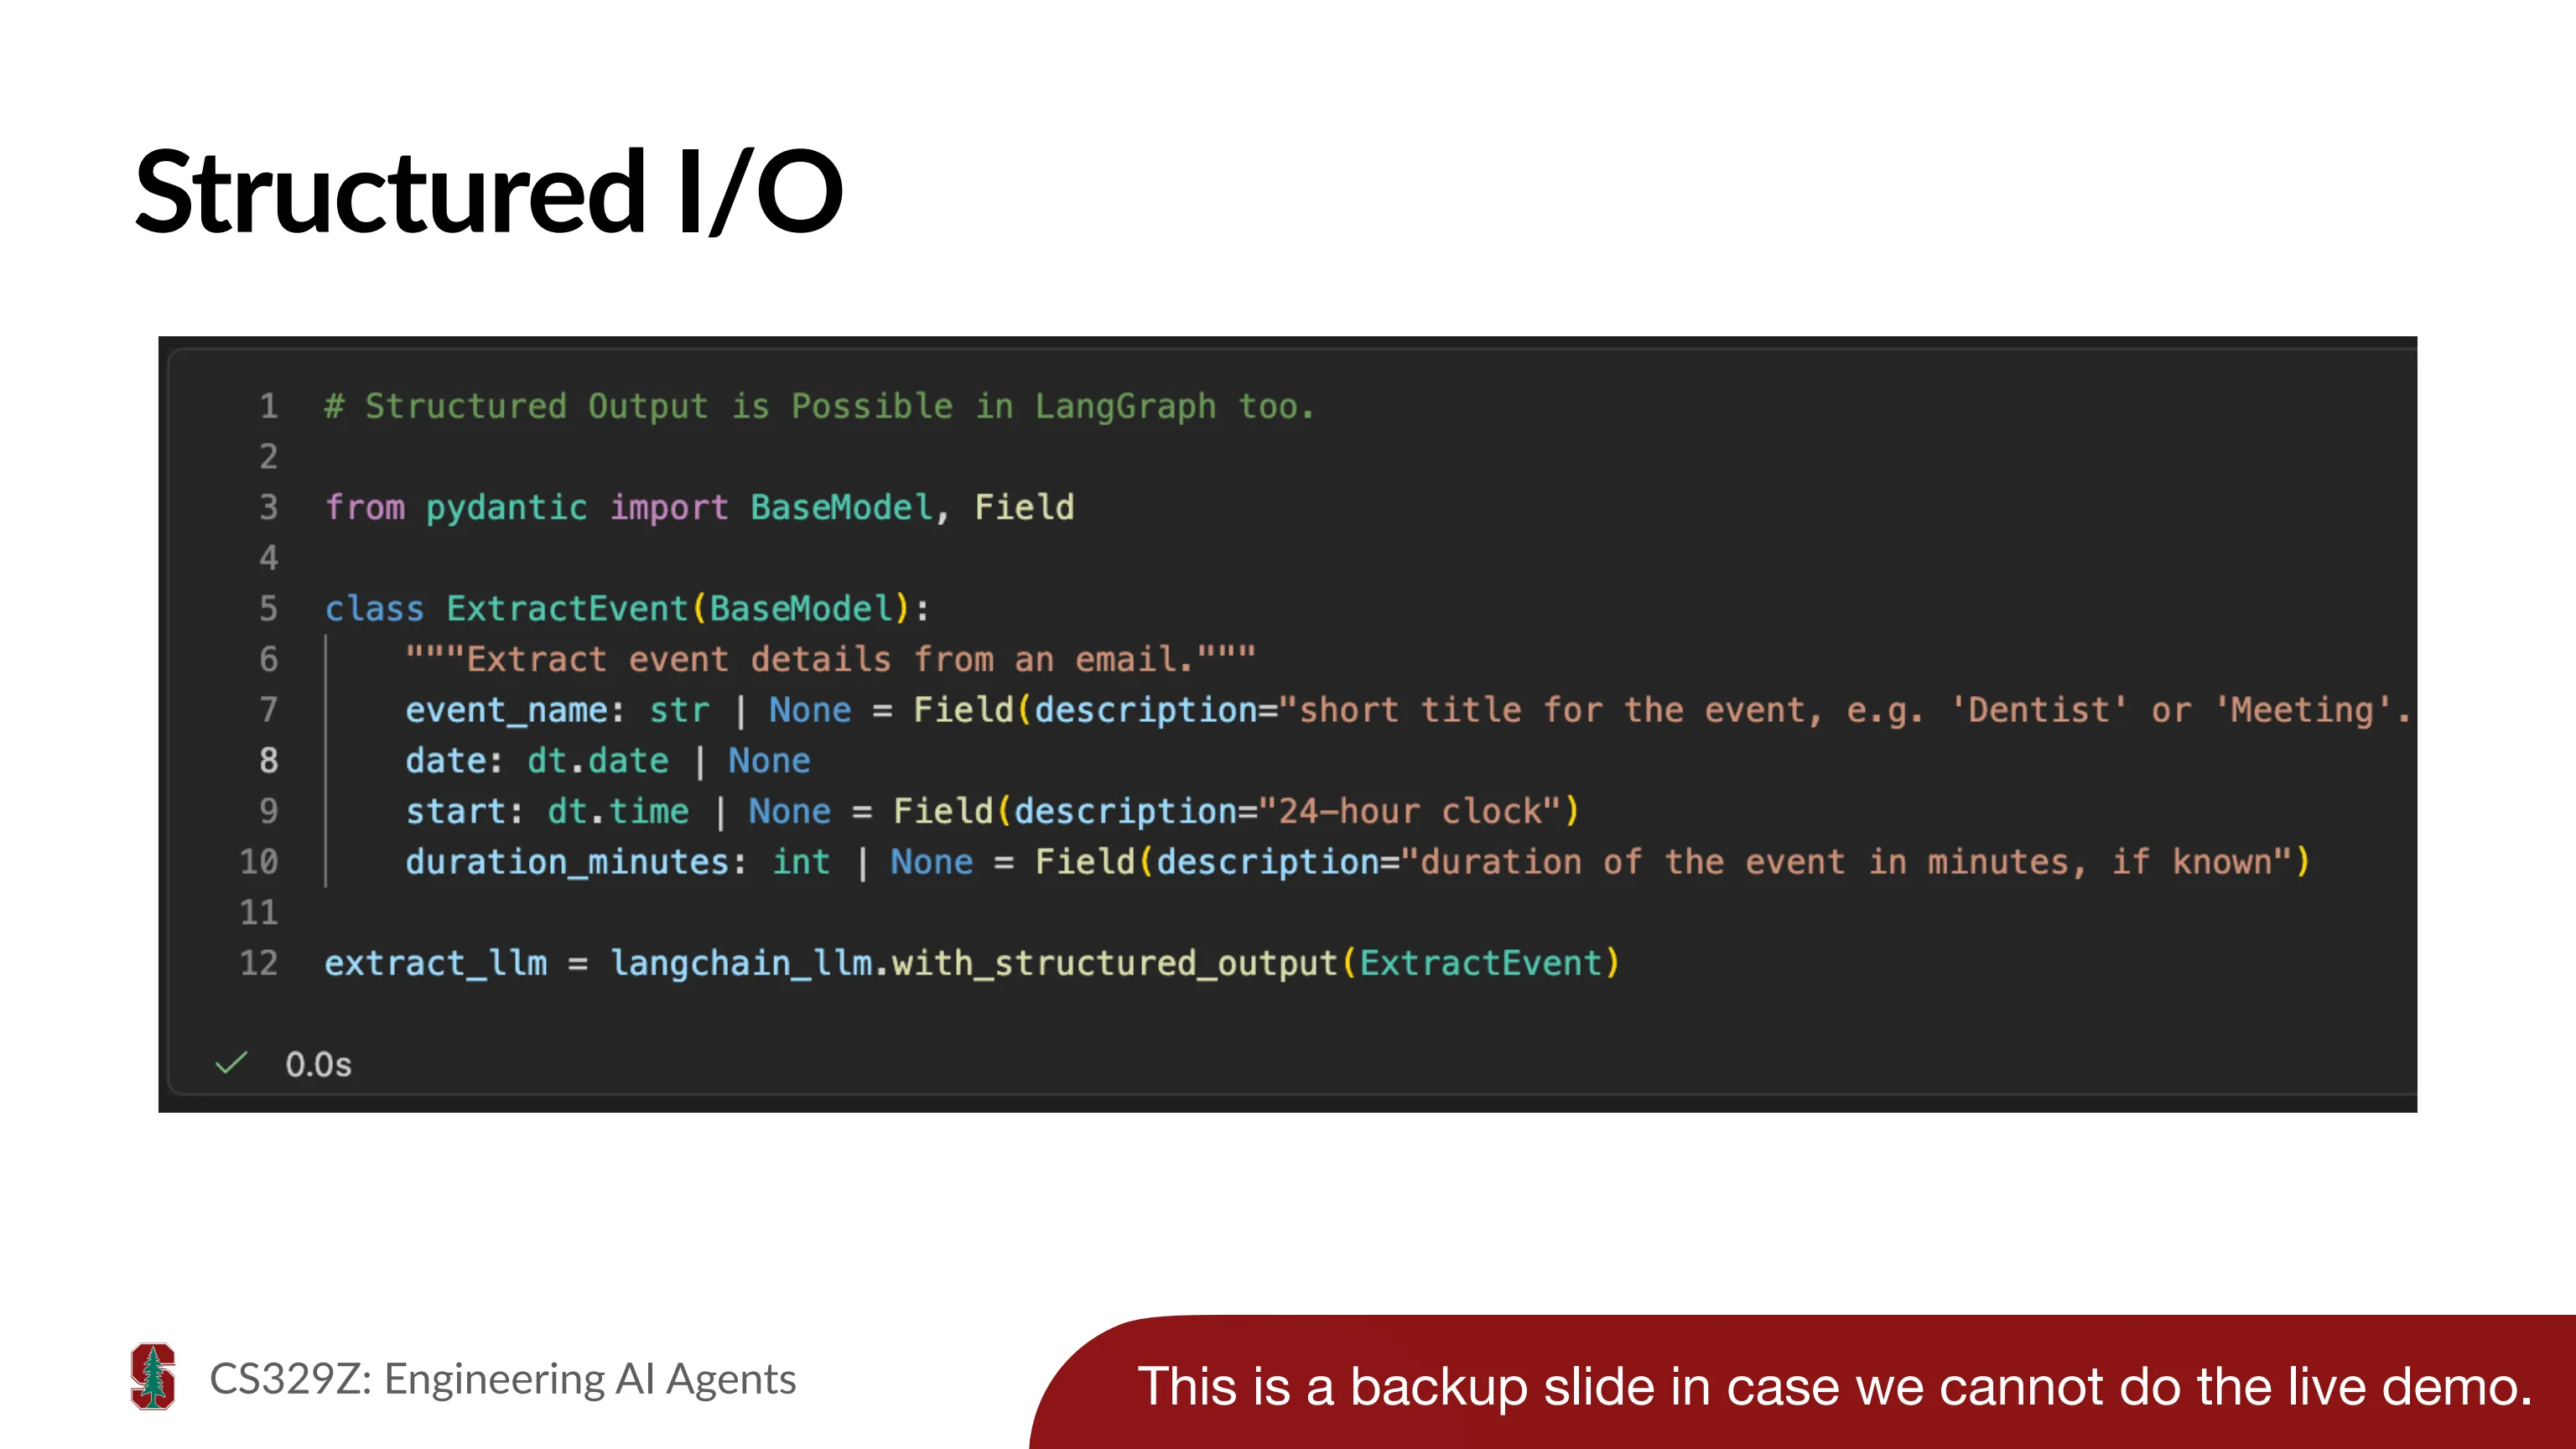 Structured I/O
1 # Structured Output is Possible in LangGraph too.
2
3 from pydantic import BaseModel, Field
4
5 class ExtractEvent(BaseModel):
6     """Extract event details from an email."""
7     event_name: str | None = Field(description="short title for the event, e.g. 'Dentist' or 'Meeting'.
8     date: dt.date | None
9     start: dt.time | None = Field(description="24-hour clock")
10     duration_minutes: int | None = Field(description="duration of the event in minutes, if known")
11
12 extract_llm = langchain_llm.with_structured_output(ExtractEvent)
✓ 0.0s
CS329Z: Engineering AI Agents
This is a backup slide in case we cannot do the live demo.